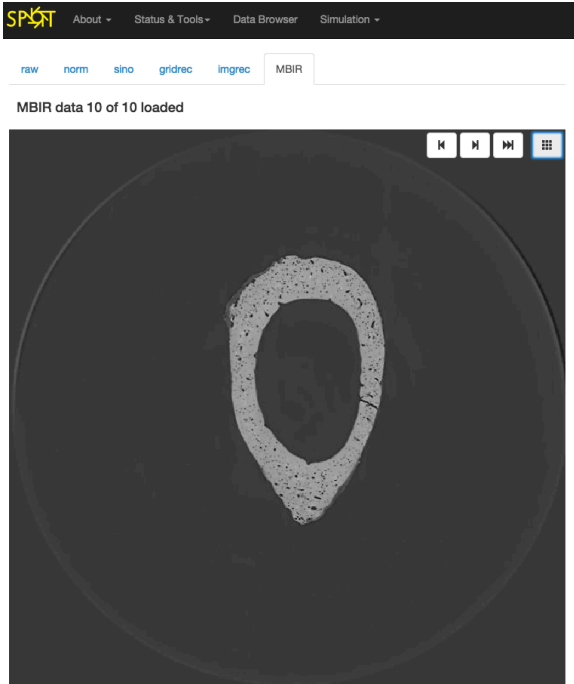 SPOT About Status & Tools Data Browser Simulation
raw norm sino gridrec imgrec MBIR
MBIR data 10 of 10 loaded